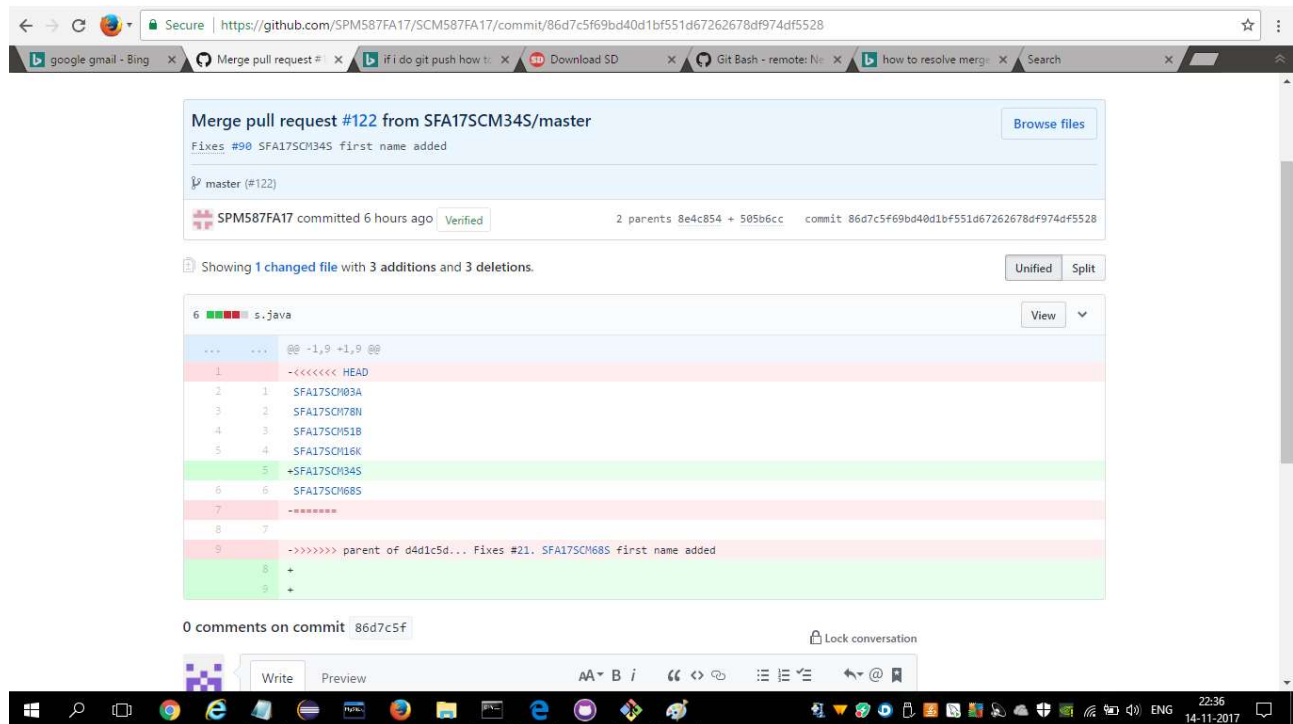 Secure | https://github.com/SPM587FA17/SCM587FA17/commit/86d7c5f69bd40d1bf551d67262678df974df5528
google gmail - Bing Merge pull request # if i do git push how to Download SD Git Bash - remote: Ne how to resolve merge Search
Merge pull request #122 from SFA17SCM34S/master
Browse files
Fixes #90 SFA17SCM34S first name added
master (#122)
SPM587FA17 committed 6 hours ago Verified 2 parents 8e4c854 + 505b6cc commit 86d7c5f69bd40d1bf551d67262678df974df5528
Showing 1 changed file with 3 additions and 3 deletions. Unified Split
6 s.java View
... ... @@ -1,9 +1,9 @@
1 -<<<<<<< HEAD
2 1 SFA17SCM03A
3 2 SFA17SCM78N
4 3 SFA17SCM51B
5 4 SFA17SCM16K
5 +SFA17SCM34S
6 6 SFA17SCM68S
7 -=======
8 7
9 ->>>>>>> parent of d4d1c5d... Fixes #21. SFA17SCM68S first name added
8 +
9 +
0 comments on commit 86d7c5f
Lock conversation
Write Preview AA B i
ENG 22:36
14-11-2017